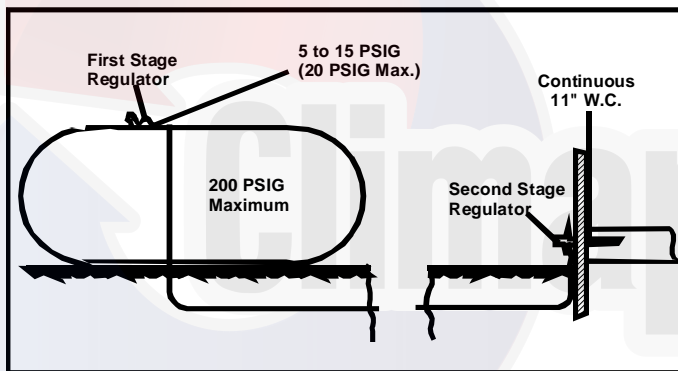 First Stage
Regulator
5 to 15 PSIG
(20 PSIG Max.)
Continuous
11" W.C.
200 PSIG
Maximum
Second Stage
Regulator